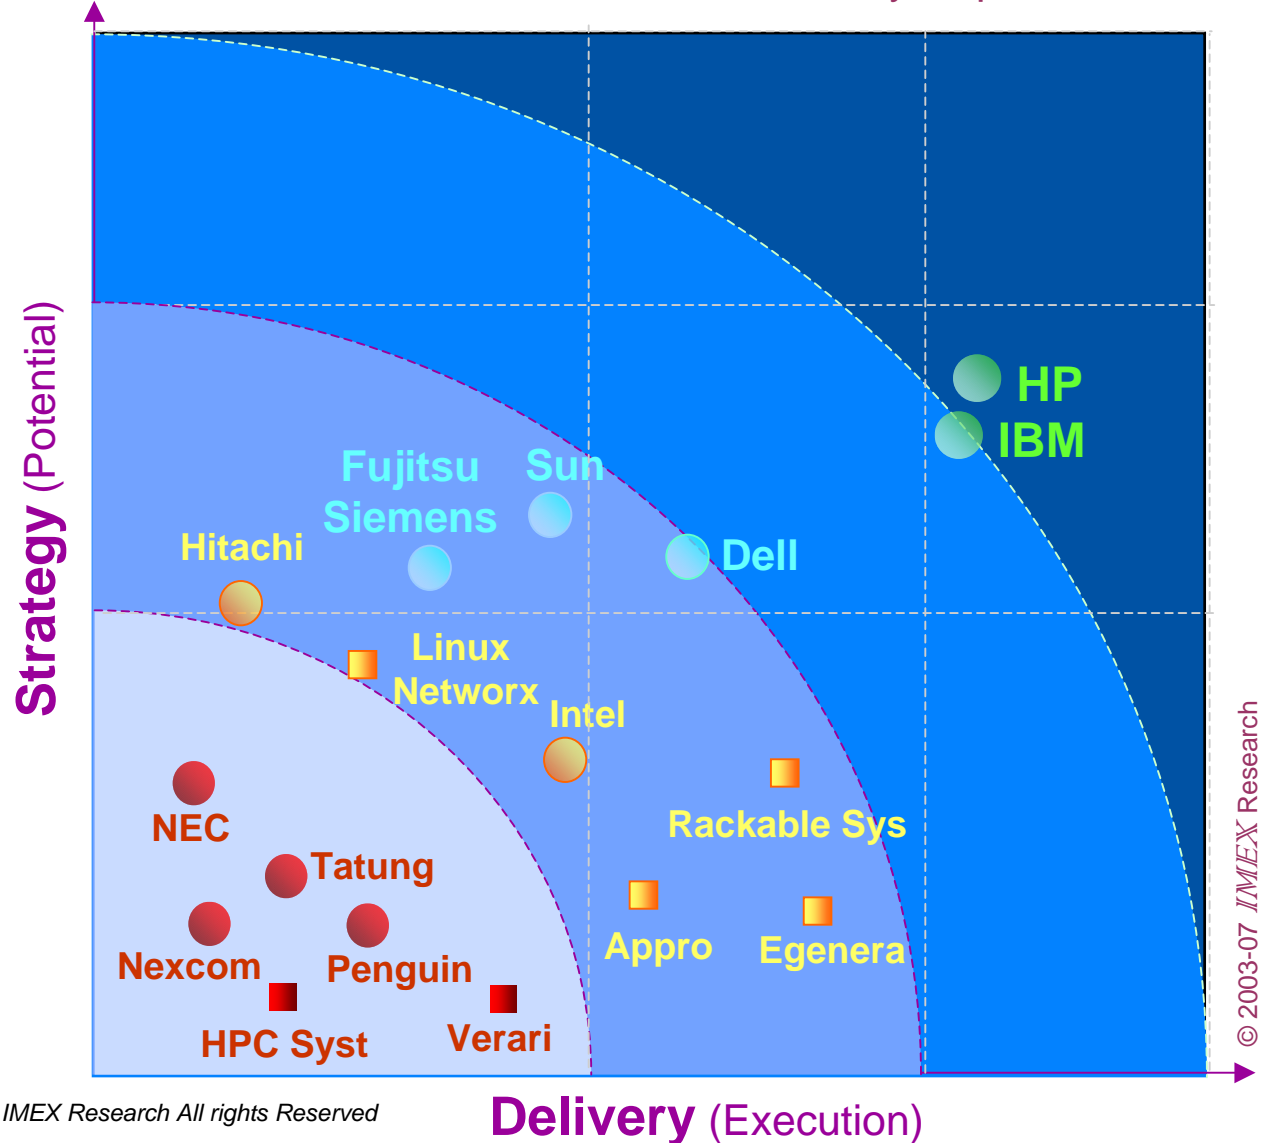 HP
IBM
Fujitsu
Siemens
Sun
Dell
Hitachi
Linux
Networx
Intel
Rackable Sys
NEC
Tatung
Appro
Egenera
Nexcom
Penguin
HPC Syst
Verari
Strategy (Potential)
© 2003-07 IMEX Research
IMEX Research All rights Reserved
Delivery (Execution)